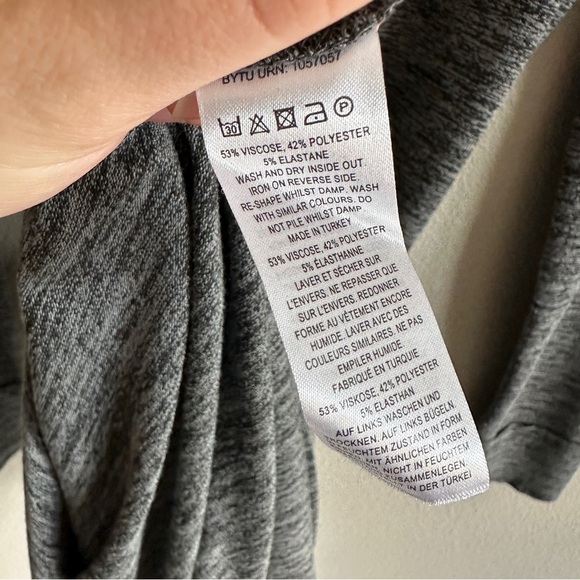 BYTU URN: 1057057
30
P
53% VISCOSE, 42% POLYESTER
5% ELASTANE
WASH AND DRY INSIDE OUT.
IRON ON REVERSE SIDE.
RE-SHAPE WHILST DAMP. WASH
WITH SIMILAR COLOURS. DO
NOT PILE WHILST DAMP
MADE IN TURKEY
53% VISCOSE, 42% POLYESTER
5% ÉLASTHANNE
LAVER ET SÉCHER SUR
L'ENVERS. NE REPASSER QUE
SUR L'ENVERS. REDONNER
FORME AU VÊTEMENT ENCORE
HUMIDE. LAVER AVEC DES
COULEURS SIMILAIRES. NE PAS
EMPILER HUMIDE.
FABRIQUÉ EN TURQUIE
53% VISCOSE, 42% POLYESTER
5% ELASTHAN
AUF LINKS WASCHEN UND
TROCKNEN. AUF LINKS BÜGELN.
ZUSTAND IN FORM
MIT ÄHNLICHEN FARBEN
NICHT IN FEUCHTEM
ZUSAMMENLEGEN.
IN DER TÜRKEI